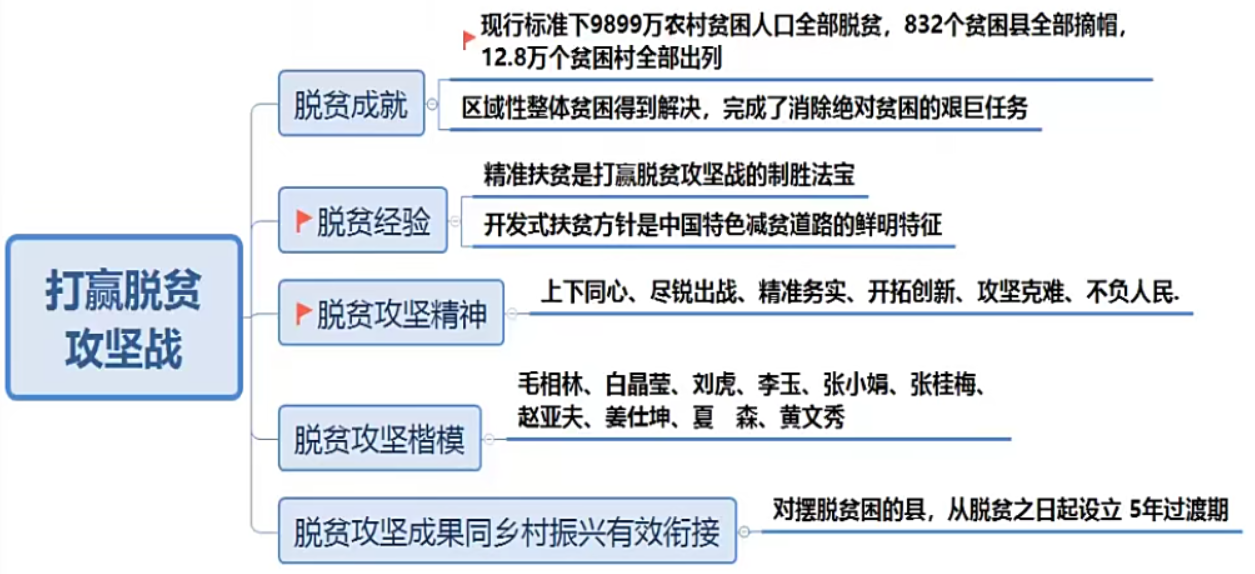 现行标准下9899万农村贫困人口全部脱贫，832个贫困县全部摘帽，
12.8万个贫困村全部出列
脱贫成就
区域性整体贫困得到解决，完成了消除绝对贫困的艰巨任务
精准扶贫是打赢脱贫攻坚战的制胜法宝
脱贫经验
开发式扶贫方针是中国特色减贫道路的鲜明特征
打赢脱贫
攻坚战
脱贫攻坚精神
上下同心、尽锐出战、精准务实、开拓创新、攻坚克难、不负人民.
毛相林、白晶莹、刘虎、李玉、张小娟、张桂梅、
赵亚夫、姜仕坤、夏　森、黄文秀
脱贫攻坚楷模
脱贫攻坚成果同乡村振兴有效衔接
对摆脱贫困的县，从脱贫之日起设立 5年过渡期